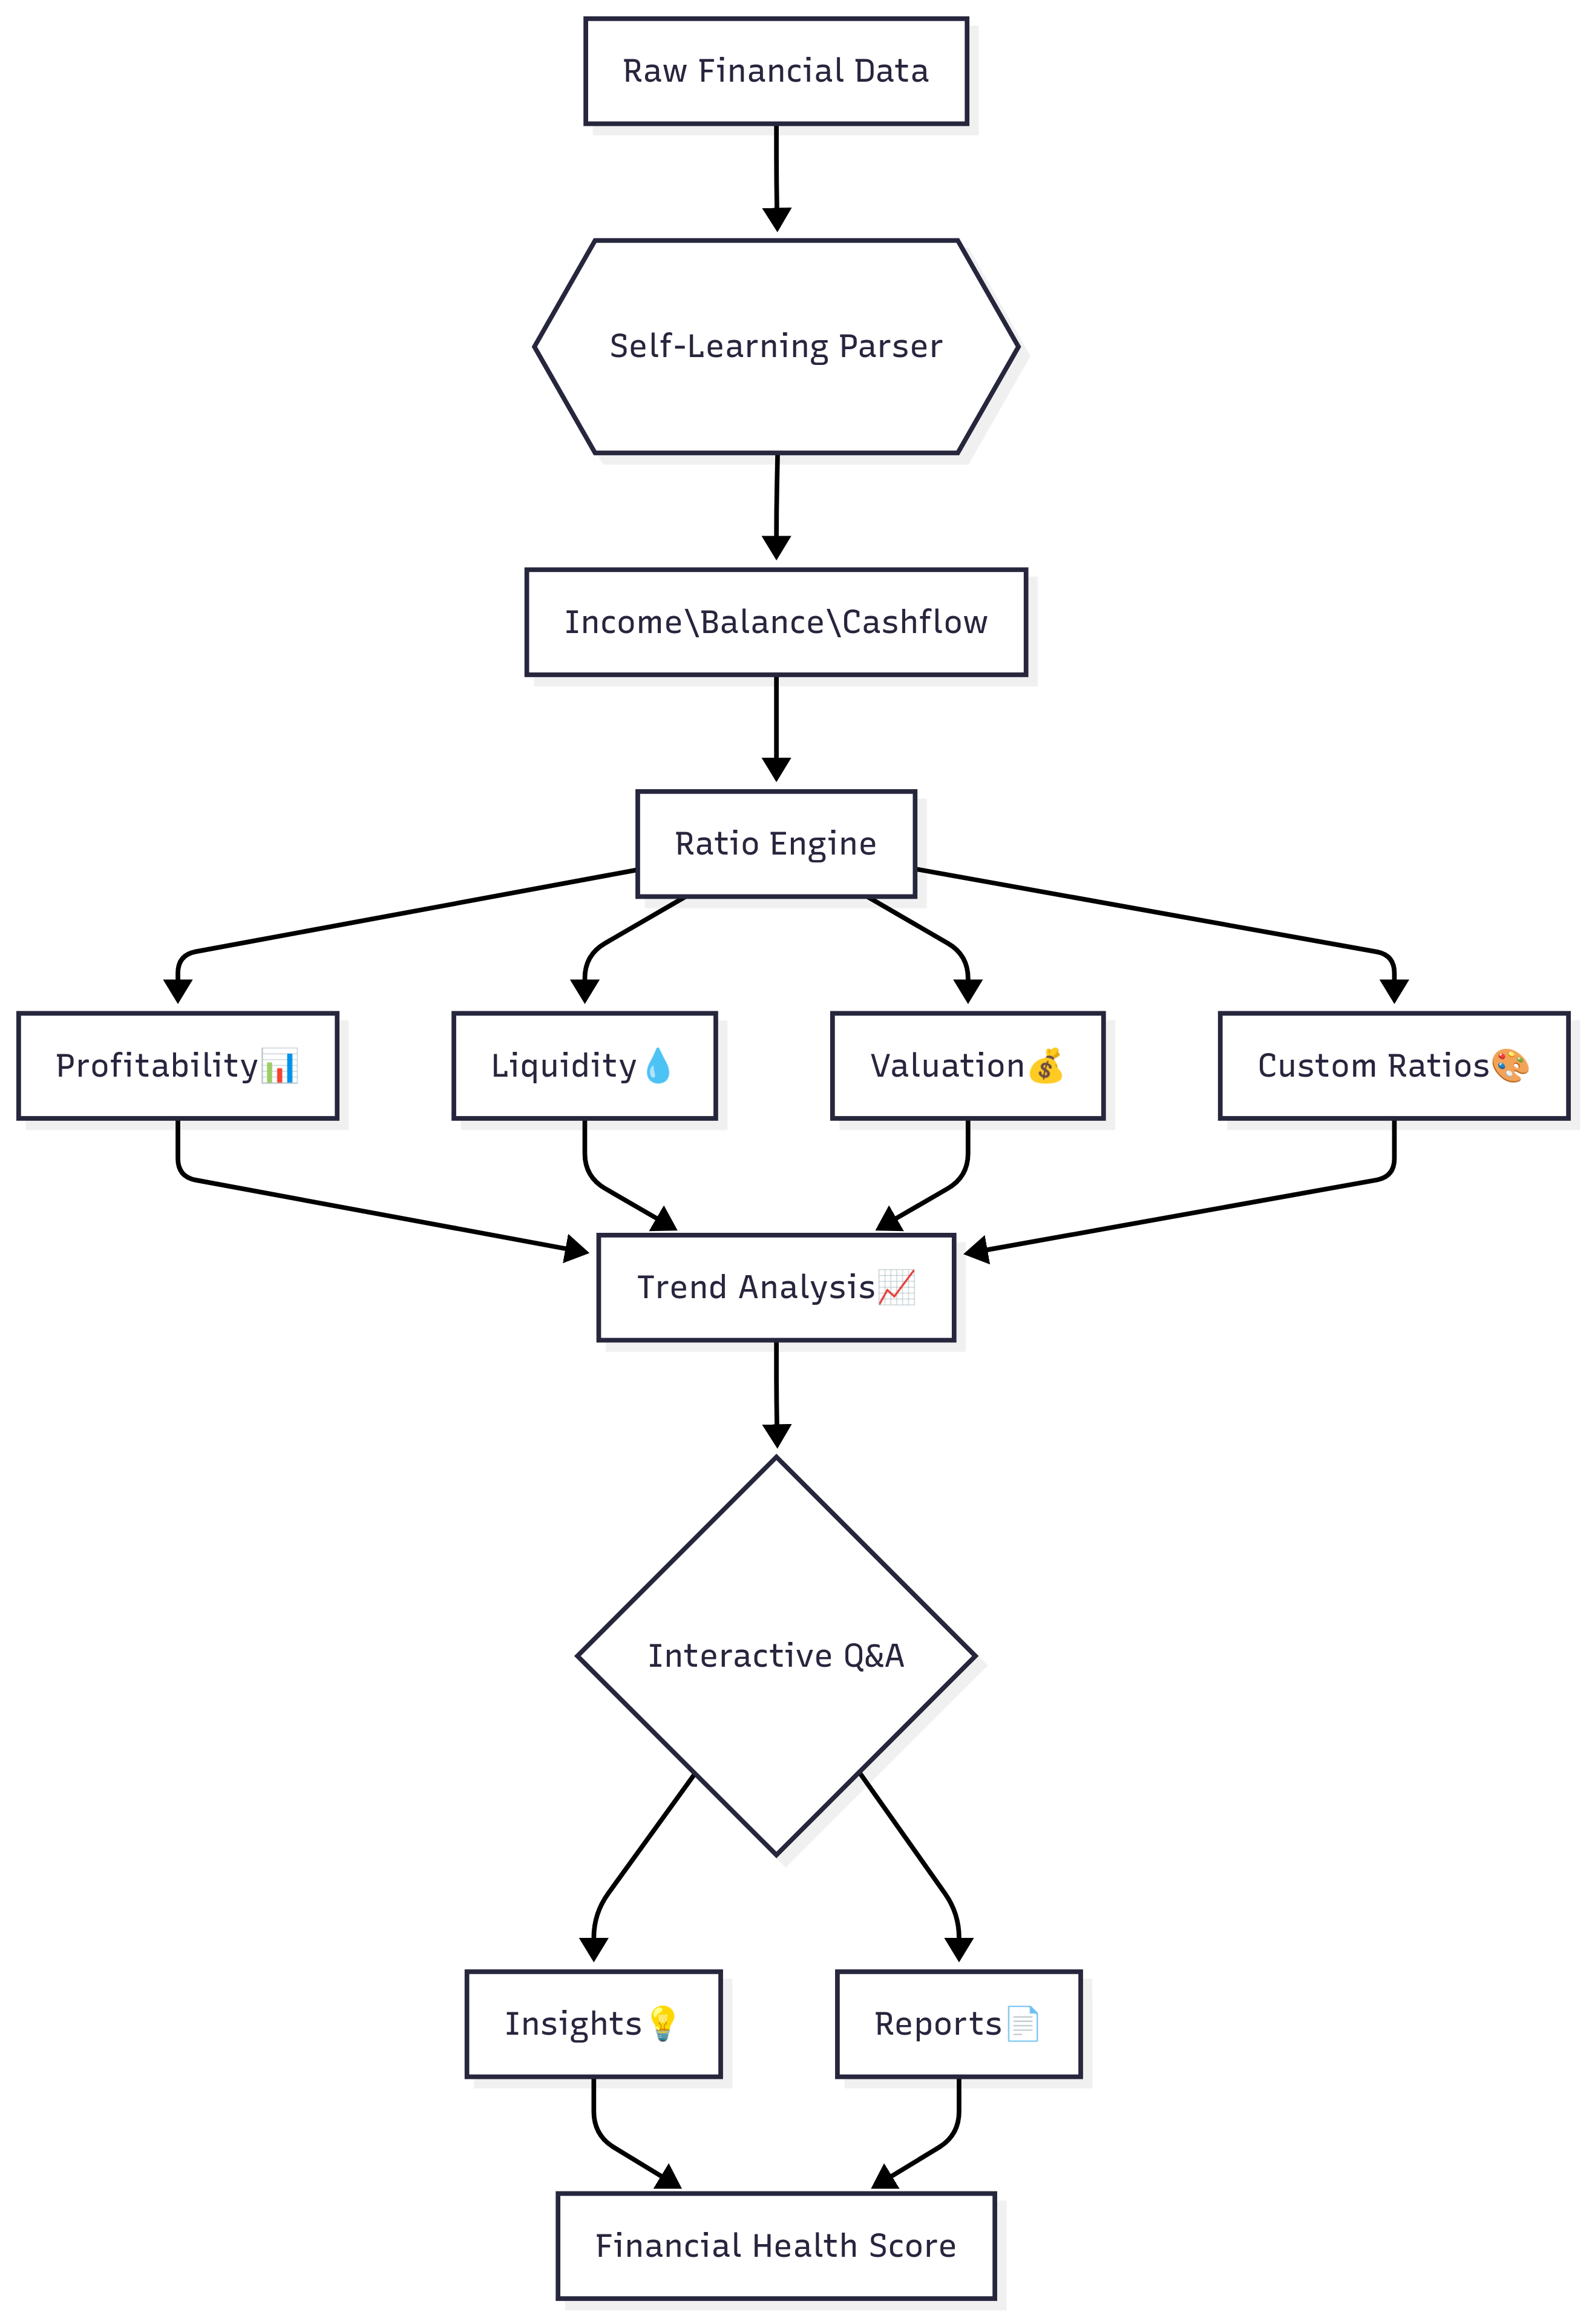 Raw Financial Data
Self-Learning Parser
Income\Balance\Cashflow
Ratio Engine
Profitability📊
Liquidity💧
Valuation💰
Custom Ratios🎨
Trend Analysis📈
Interactive Q&A
Insights💡
Reports📄
Financial Health Score